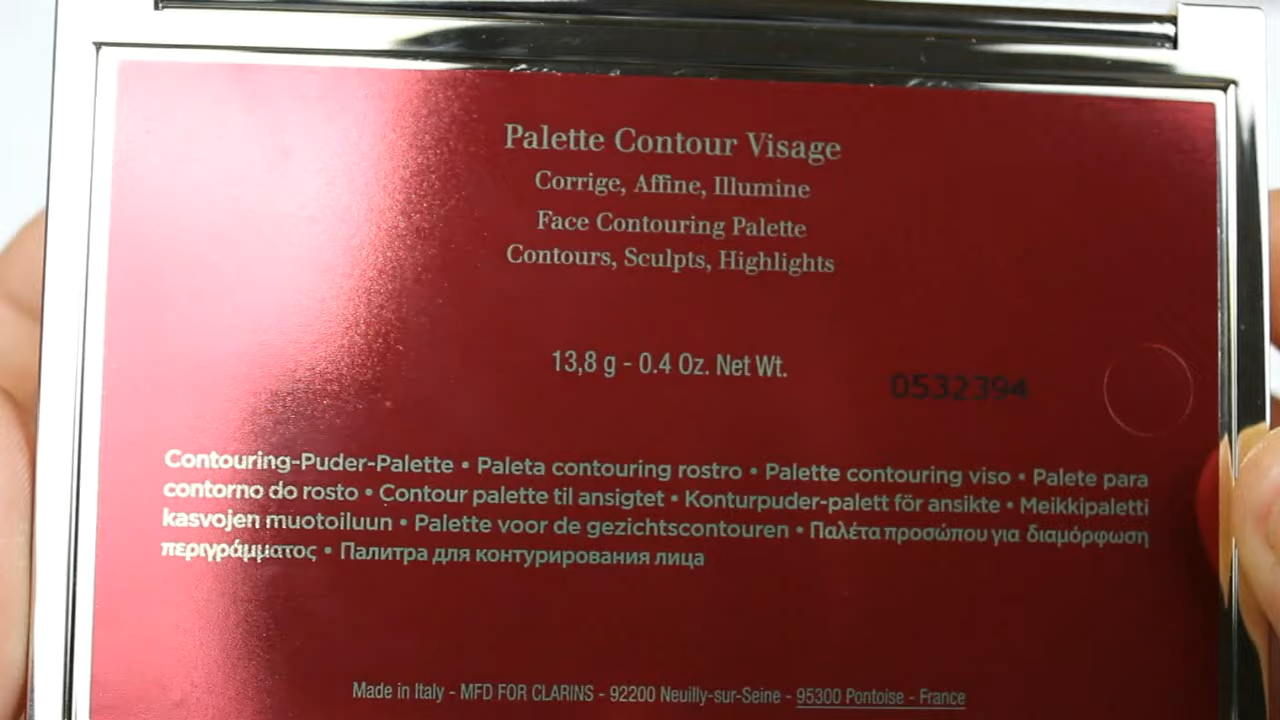 Palette Contour Visage
Corrige, Affine, Illumine
Face Contouring Palette
Contours, Sculpts, Highlights
13,8 g - 0.4 Oz. Net Wt.
0532394
Contouring-Puder-Palette • Paleta contouring rostro • Palette contouring viso • Palete para
contorno do rosto • Contour palette til ansigtet • Konturpuder-palett för ansikte • Meikkipaletti
kasvojen muotoiluun • Palette voor de gezichtscontouren • Παλέτα προσώπου για διαμόρφωση
περιγράμματος • Палитра для контурирования лица
Made in Italy - MFD FOR CLARINS - 92200 Neuilly-sur-Seine - 95300 Pontoise - France